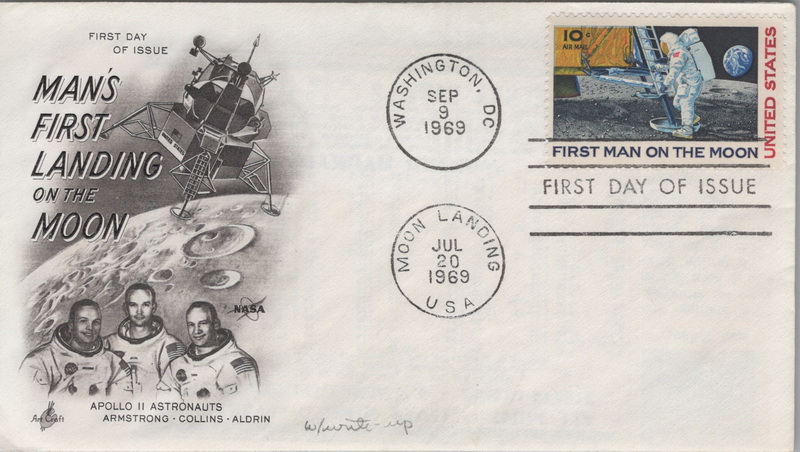 FIRST DAY
OF ISSUE
MAN'S
FIRST
LANDING
ON THE
MOON
NASA
APOLLO 11 ASTRONAUTS
ARMSTRONG · COLLINS · ALDRIN
Art Craft
WASHINGTON, DC
SEP
9
1969
MOON LANDING
JUL
20
1969
USA
10c
AIR MAIL
UNITED STATES
FIRST MAN ON THE MOON
FIRST DAY OF ISSUE
w/write-up